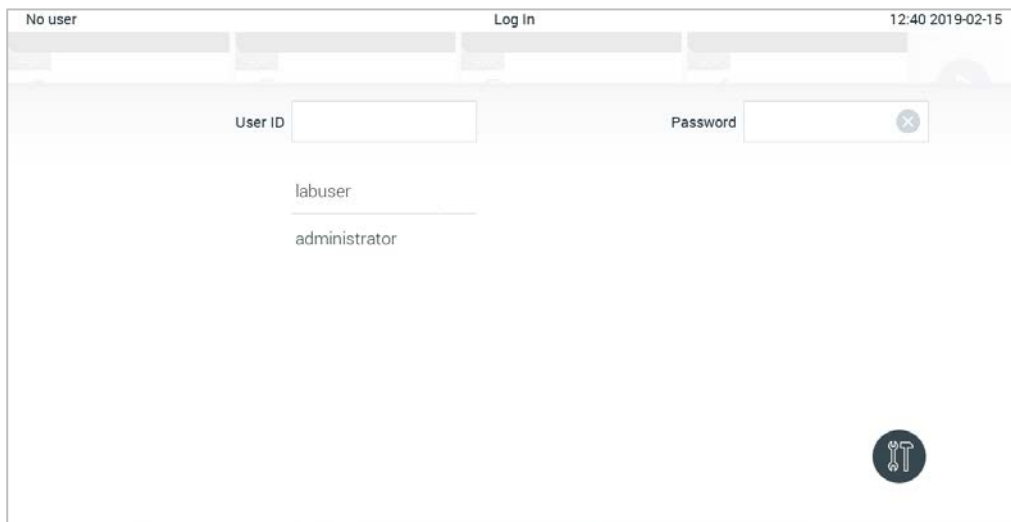 No user Log In 12:40 2019-02-15
User ID Password
labuser
administrator